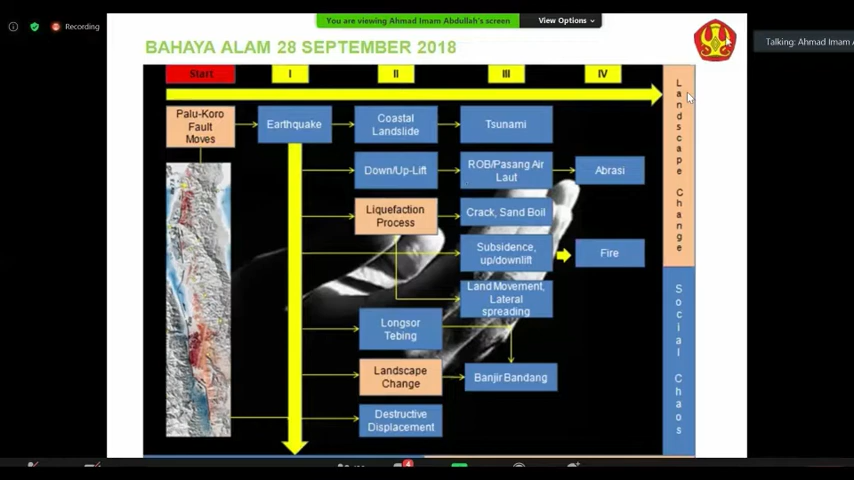 Recording
You are viewing Ahmad Imam Abdullah's screen
View Options
Talking: Ahmad Imam A
BAHAYA ALAM 28 SEPTEMBER 2018
Start
I
II
III
IV
Palu-Koro
Fault
Moves
Earthquake
Coastal
Landslide
Tsunami
Down/Up-Lift
ROB/Pasang Air
Laut
Abrasi
Liquefaction
Process
Crack, Sand Boil
Subsidence,
up/downlift
Fire
Land Movement,
Lateral
spreading
Longsor
Tebing
Landscape
Change
Banjir Bandang
Destructive
Displacement
Landscape Change
Social Chaos